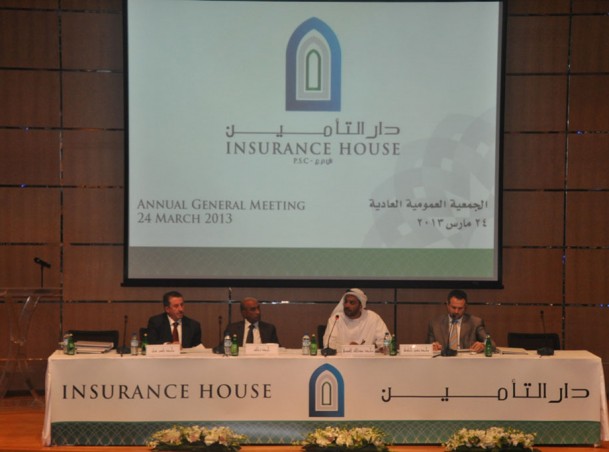 دار التأمين
INSURANCE HOUSE
P.S.C - ش.م.ع
ANNUAL GENERAL MEETING
24 MARCH 2013
الجمعية العمومية العادية
٢٤ مارس ٢٠١٣
INSURANCE HOUSE
دار التأمين